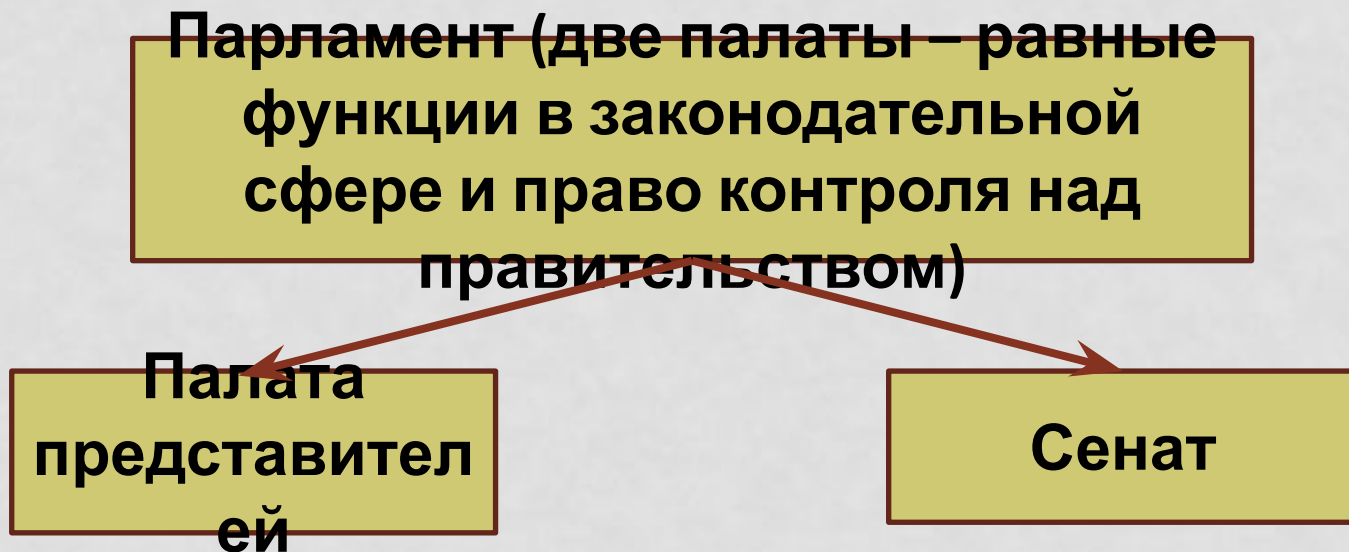 Парламент (две палаты – равные
функции в законодательной
сфере и право контроля над
правительством)
Палата
представител
ей
Сенат